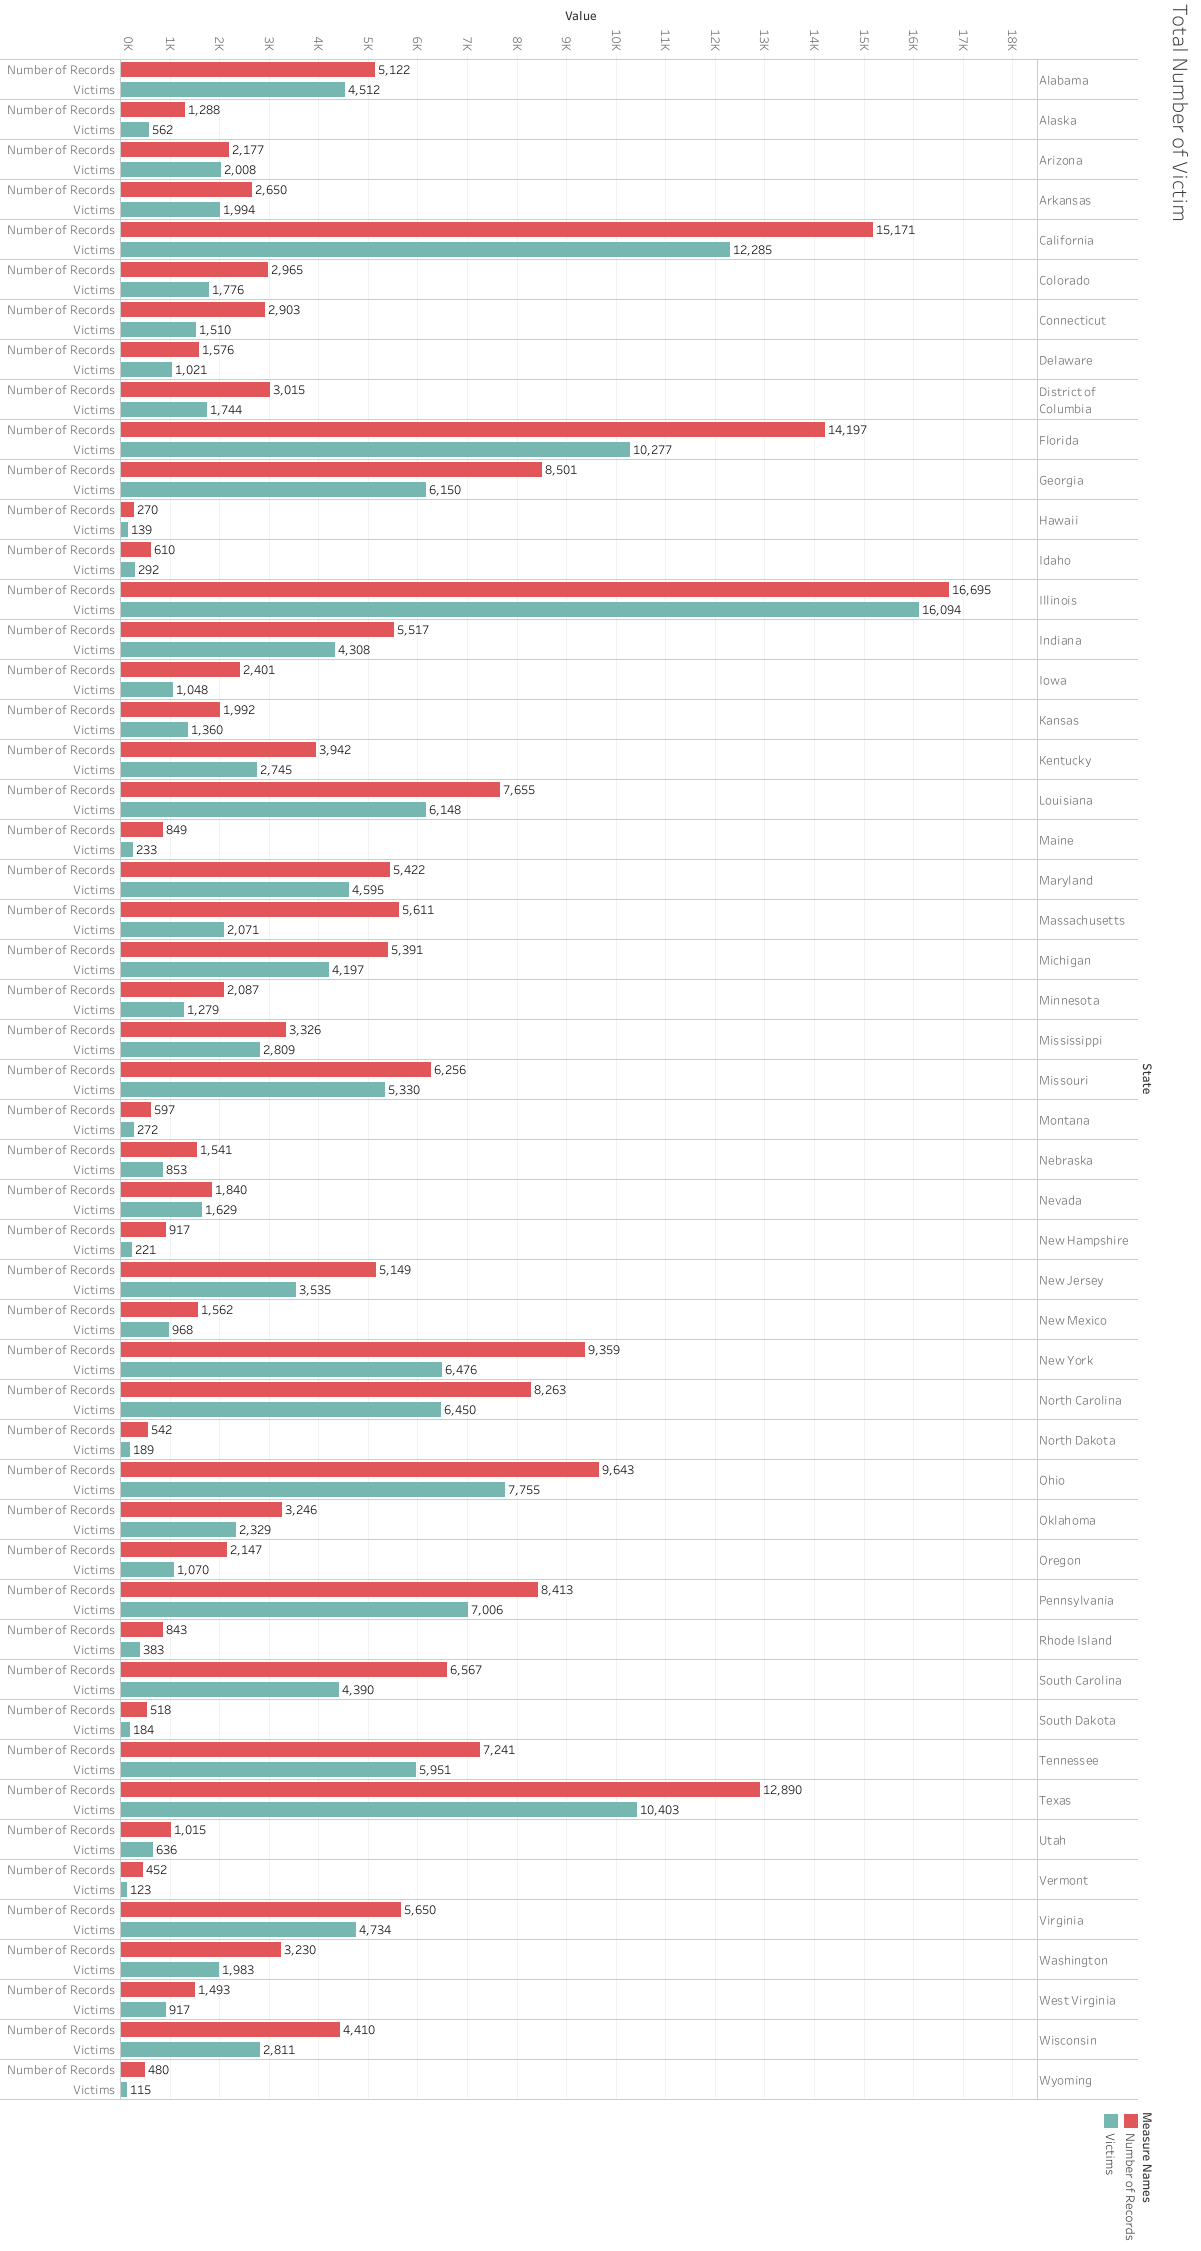 Total Number of Victim
Value
0K 1K 2K 3K 4K 5K 6K 7K 8K 9K 10K 11K 12K 13K 14K 15K 16K 17K 18K
State
Number of Records 5,122
Alabama
Victims 4,512
Number of Records 1,288
Alaska
Victims 562
Number of Records 2,177
Arizona
Victims 2,008
Number of Records 2,650
Arkansas
Victims 1,994
Number of Records 15,171
California
Victims 12,285
Number of Records 2,965
Colorado
Victims 1,776
Number of Records 2,903
Connecticut
Victims 1,510
Number of Records 1,576
Delaware
Victims 1,021
Number of Records 3,015
District of
Columbia
Victims 1,744
Number of Records 14,197
Florida
Victims 10,277
Number of Records 8,501
Georgia
Victims 6,150
Number of Records 270
Hawaii
Victims 139
Number of Records 610
Idaho
Victims 292
Number of Records 16,695
Illinois
Victims 16,094
Number of Records 5,517
Indiana
Victims 4,308
Number of Records 2,401
Iowa
Victims 1,048
Number of Records 1,992
Kansas
Victims 1,360
Number of Records 3,942
Kentucky
Victims 2,745
Number of Records 7,655
Louisiana
Victims 6,148
Number of Records 849
Maine
Victims 233
Number of Records 5,422
Maryland
Victims 4,595
Number of Records 5,611
Massachusetts
Victims 2,071
Number of Records 5,391
Michigan
Victims 4,197
Number of Records 2,087
Minnesota
Victims 1,279
Number of Records 3,326
Mississippi
Victims 2,809
Number of Records 6,256
Missouri
Victims 5,330
Number of Records 597
Montana
Victims 272
Number of Records 1,541
Nebraska
Victims 853
Number of Records 1,840
Nevada
Victims 1,629
Number of Records 917
New Hampshire
Victims 221
Number of Records 5,149
New Jersey
Victims 3,535
Number of Records 1,562
New Mexico
Victims 968
Number of Records 9,359
New York
Victims 6,476
Number of Records 8,263
North Carolina
Victims 6,450
Number of Records 542
North Dakota
Victims 189
Number of Records 9,643
Ohio
Victims 7,755
Number of Records 3,246
Oklahoma
Victims 2,329
Number of Records 2,147
Oregon
Victims 1,070
Number of Records 8,413
Pennsylvania
Victims 7,006
Number of Records 843
Rhode Island
Victims 383
Number of Records 6,567
South Carolina
Victims 4,390
Number of Records 518
South Dakota
Victims 184
Number of Records 7,241
Tennessee
Victims 5,951
Number of Records 12,890
Texas
Victims 10,403
Number of Records 1,015
Utah
Victims 636
Number of Records 452
Vermont
Victims 123
Number of Records 5,650
Virginia
Victims 4,734
Number of Records 3,230
Washington
Victims 1,983
Number of Records 1,493
West Virginia
Victims 917
Number of Records 4,410
Wisconsin
Victims 2,811
Number of Records 480
Wyoming
Victims 115
Measure Names
Number of Records
Victims